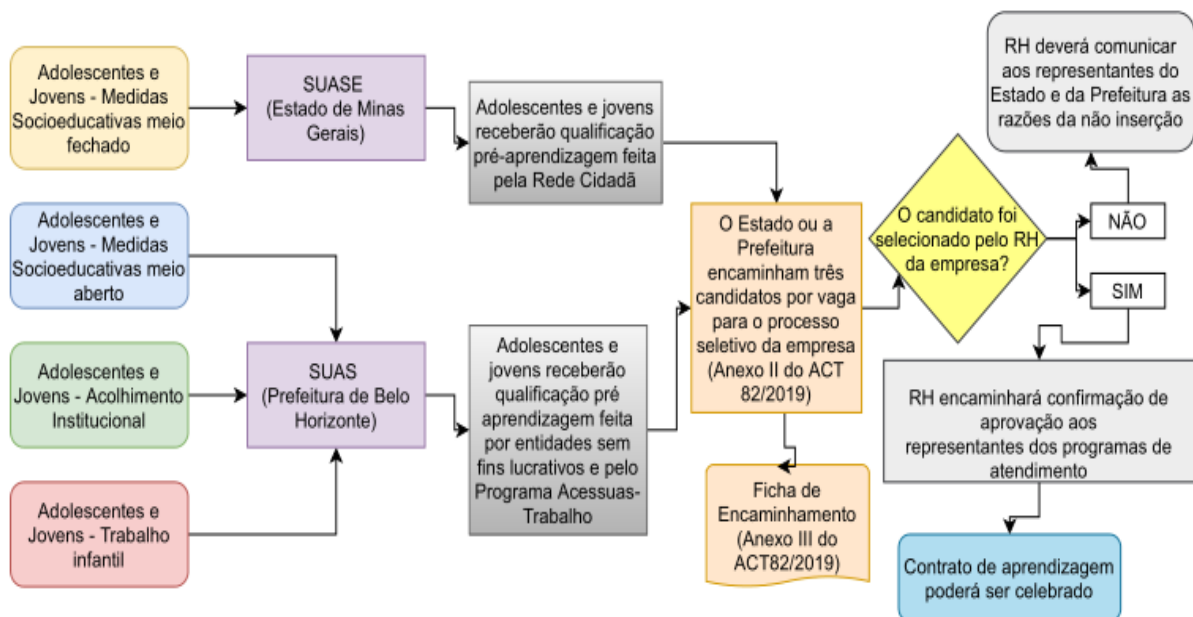 Adolescentes e
Jovens - Medidas
Socioeducativas meio
fechado
SUASE
(Estado de Minas
Gerais)
Adolescentes e jovens
receberão qualificação
pré-aprendizagem feita
pela Rede Cidadã
RH deverá comunicar
aos representantes do
Estado e da Prefeitura as
razões da não inserção
Adolescentes e
Jovens - Medidas
Socioeducativas meio
aberto
O Estado ou a
Prefeitura
encaminham três
candidatos por vaga
para o processo
seletivo da empresa
(Anexo II do ACT
82/2019)
O candidato foi
selecionado pelo RH
da empresa?
NÃO
SIM
Adolescentes e
Jovens - Acolhimento
Institucional
SUAS
(Prefeitura de Belo
Horizonte)
Adolescentes e
jovens receberão
qualificação pré
aprendizagem feita
por entidades sem
fins lucrativos e pelo
Programa Acessuas-
Trabalho
RH encaminhará confirmação de
aprovação aos
representantes dos programas de
atendimento
Adolescentes e
Jovens - Trabalho
infantil
Ficha de
Encaminhamento
(Anexo III do
ACT82/2019)
Contrato de aprendizagem
poderá ser celebrado